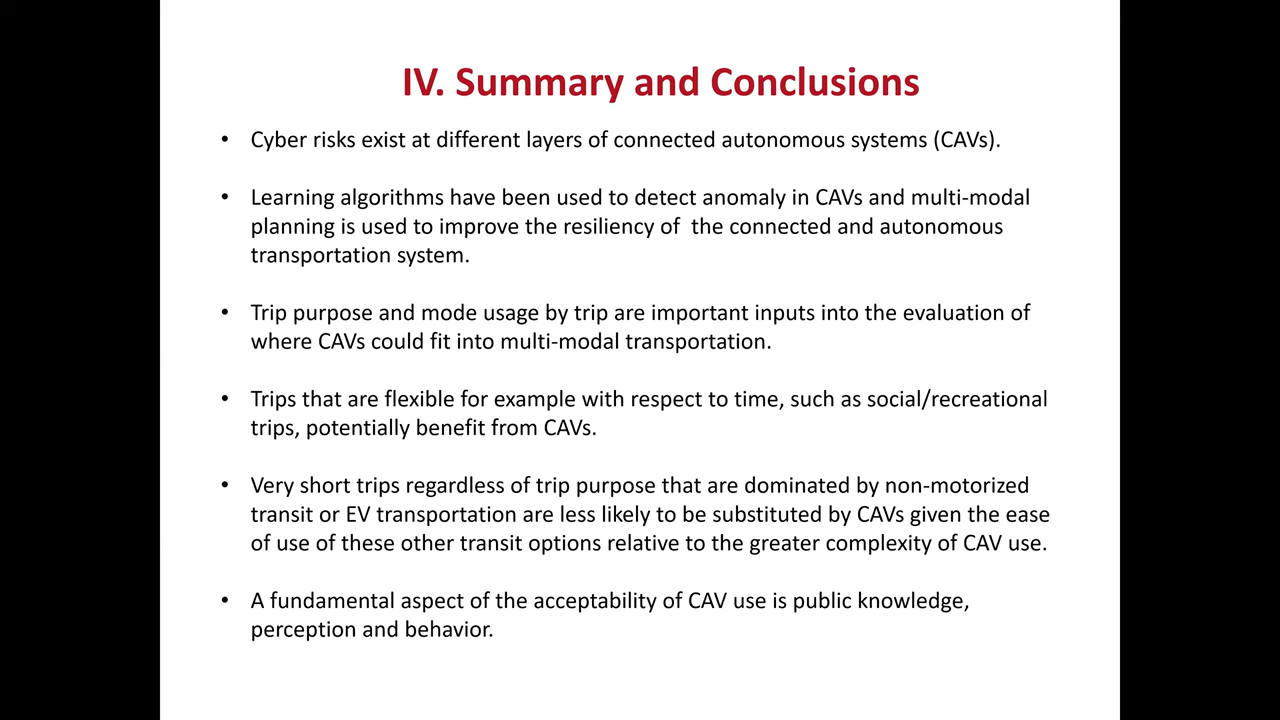 IV. Summary and Conclusions
• Cyber risks exist at different layers of connected autonomous systems (CAVs).
• Learning algorithms have been used to detect anomaly in CAVs and multi-modal
planning is used to improve the resiliency of  the connected and autonomous
transportation system.
• Trip purpose and mode usage by trip are important inputs into the evaluation of
where CAVs could fit into multi-modal transportation.
• Trips that are flexible for example with respect to time, such as social/recreational
trips, potentially benefit from CAVs.
• Very short trips regardless of trip purpose that are dominated by non-motorized
transit or EV transportation are less likely to be substituted by CAVs given the ease
of use of these other transit options relative to the greater complexity of CAV use.
• A fundamental aspect of the acceptability of CAV use is public knowledge,
perception and behavior.